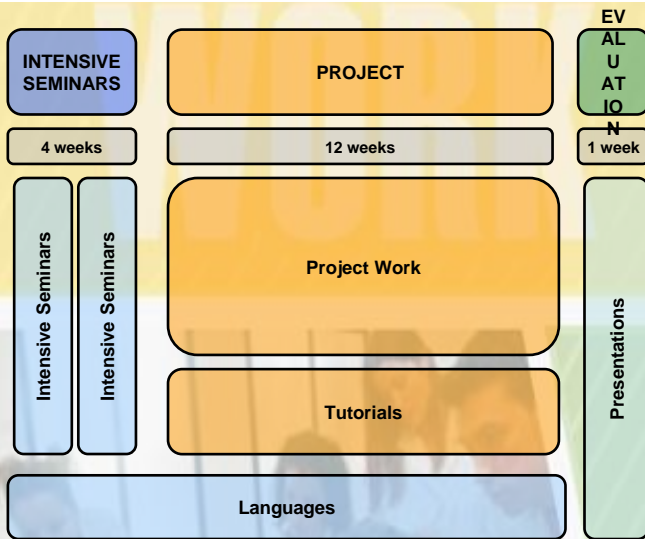 INTENSIVE
SEMINARS
PROJECT
EV
AL
U
AT
IO
N
4 weeks
12 weeks
1 week
Intensive Seminars
Intensive Seminars
Project Work
Presentations
Tutorials
Languages
WORK